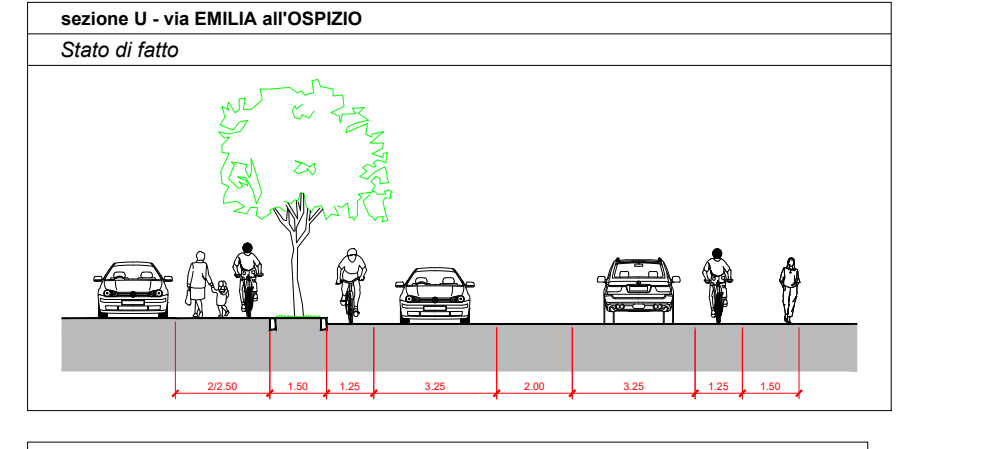 sezione U - via EMILIA all'OSPIZIO
Stato di fatto
2/2.50 1.50 1.25 3.25 2.00 3.25 1.25 1.50